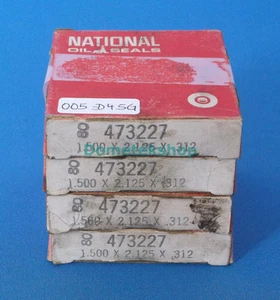 NATIONAL
OIL SEALS
005 D45G
80 473227
1.500 X 2.125 X .312
80 473227
1.500 X 2.125 X .312
80 473227
1.500 X 2.125 X .312
80 473227
1.500 X 2.125 X .312